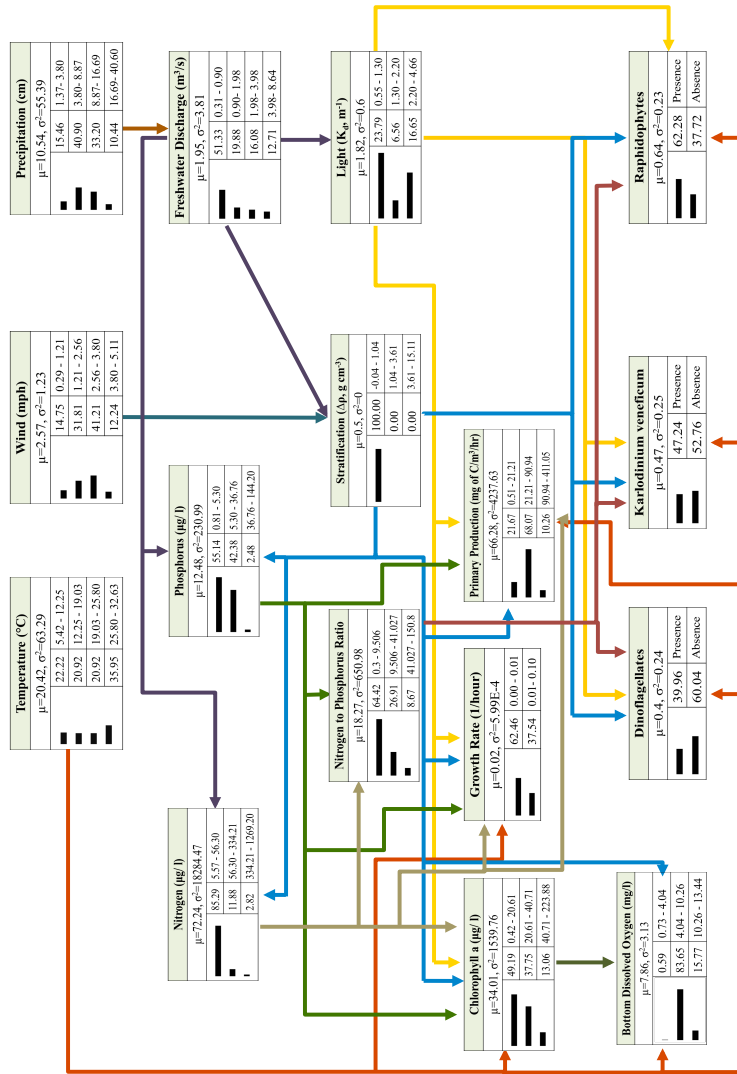 Temperature (°C)
μ=20.42, σ²=63.29
22.22 5.42 - 12.25
20.92 12.25 - 19.03
20.92 19.03 - 25.80
35.95 25.80 - 32.63
Wind (mph)
μ=2.57, σ²=1.23
14.75 0.29 - 1.21
31.81 1.21 - 2.56
41.21 2.56 - 3.80
12.24 3.80 - 5.11
Precipitation (cm)
μ=10.54, σ²=55.39
15.46 1.37- 3.80
40.90 3.80- 8.87
33.20 8.87- 16.69
10.44 16.69- 40.60
Nitrogen (μg/ l)
μ=72.24, σ²=18284.47
85.29 5.57 - 56.30
11.88 56.30 - 334.21
2.82 334.21 - 1269.20
Phosphorus (μg/ l)
μ=12.48, σ²=230.99
55.14 0.81 - 5.30
42.38 5.30 - 36.76
2.48 36.76 - 144.20
Freshwater Discharge (m³/s)
μ=1.95, σ²=3.81
51.33 0.31 - 0.90
19.88 0.90- 1.98
16.08 1.98- 3.98
12.71 3.98- 8.64
Nitrogen to Phosphorus Ratio
μ=18.27, σ²=650.98
64.42 0.3 - 9.506
26.91 9.506 - 41.027
8.67 41.027 - 150.8
Stratification (Δρ, g cm⁻³)
μ=0.5, σ²=0
100.00 -0.04 - 1.04
0.00 1.04 - 3.61
0.00 3.61 - 15.11
Light (Kd, m⁻¹)
μ=1.82, σ²=0.6
23.79 0.55 - 1.30
6.56 1.30 - 2.20
16.65 2.20 - 4.66
Chlorophyll a (μg/ l)
μ=34.01, σ²=1539.76
49.19 0.42 - 20.61
37.75 20.61 - 40.71
13.06 40.71 - 223.88
Growth Rate (1/hour)
μ=0.02, σ²=5.99E-4
62.46 0.00 - 0.01
37.54 0.01- 0.10
Primary Production (mg of C/m³/hr)
μ=66.28, σ²=4237.63
21.67 0.51 - 21.21
68.07 21.21 - 90.94
10.26 90.94 - 411.05
Bottom Dissolved Oxygen (mg/l)
μ=7.86, σ²=3.13
0.59 0.73 - 4.04
83.65 4.04 - 10.26
15.77 10.26 - 13.44
Dinoflagellates
μ=0.4, σ²=0.24
39.96 Presence
60.04 Absence
Karlodinium veneficum
μ=0.47, σ²=0.25
47.24 Presence
52.76 Absence
Raphidophytes
μ=0.64, σ²=0.23
62.28 Presence
37.72 Absence